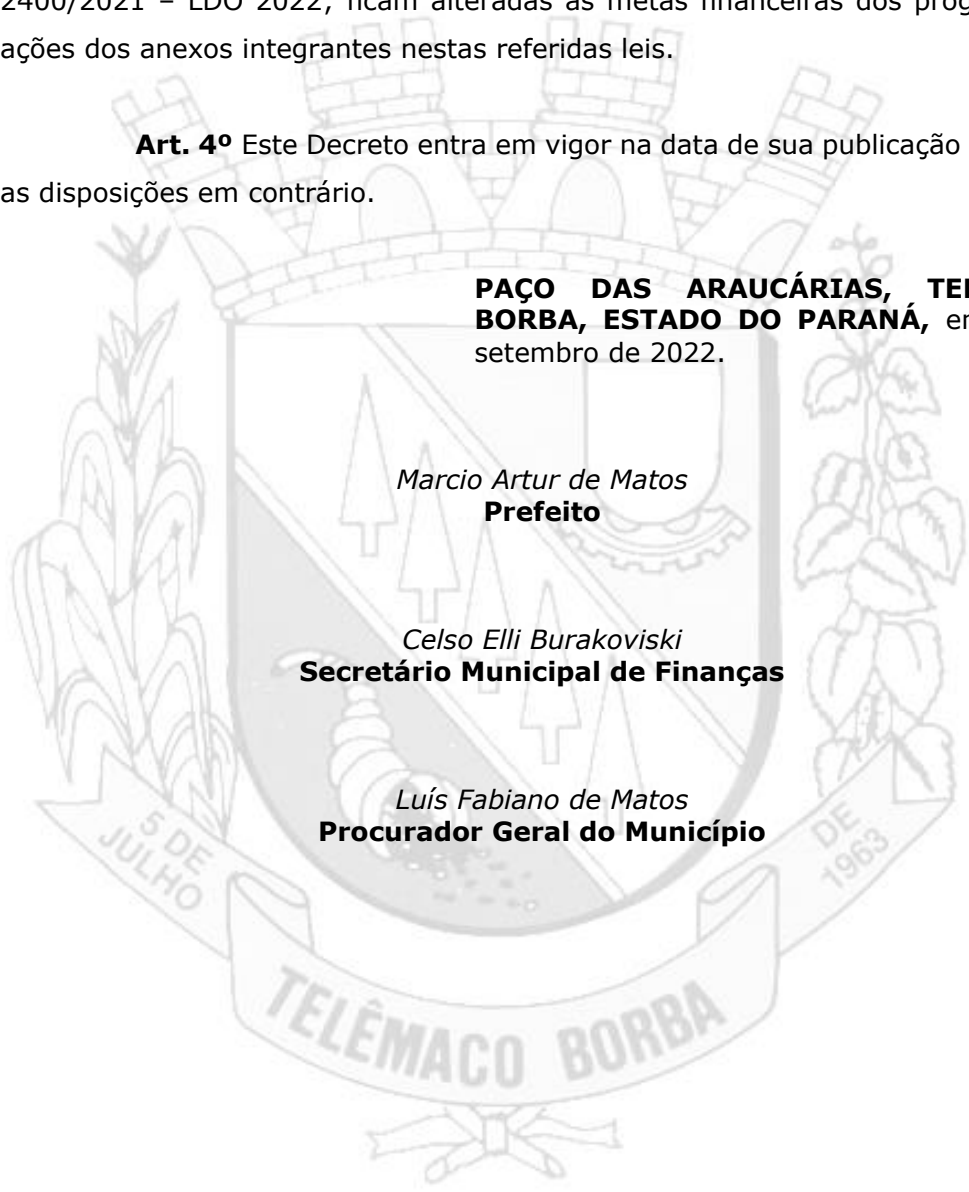 2400/2021 – LDO 2022, ficam alteradas as metas financeiras dos
ações dos anexos integrantes nestas referidas leis.
Art. 4º Este Decreto entra em vigor na data de sua publicação
as disposições em contrário.
PAÇO DAS ARAUCÁRIAS,
BORBA, ESTADO DO PARANÁ,
setembro de 2022.
Marcio Artur de Matos
Prefeito
Celso Elli Burakoviski
Secretário Municipal de Finanças
Luís Fabiano de Matos
Procurador Geral do Município
5 DE JULHO
DE 1963
TELÊMACO BORBA